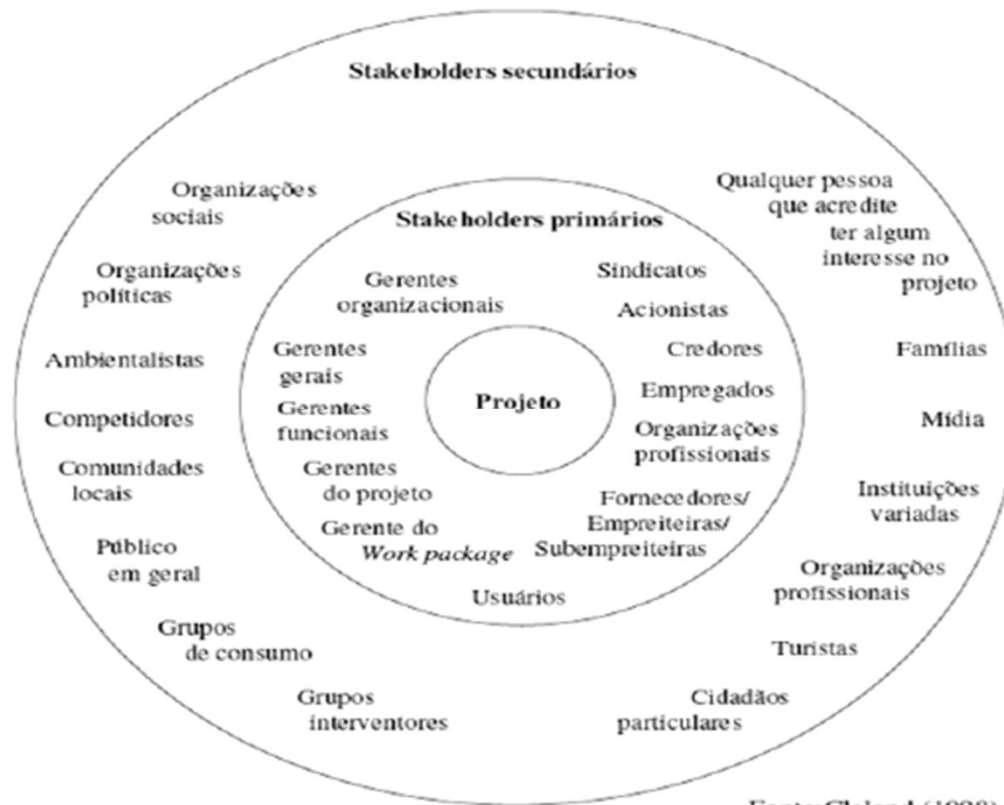 Stakeholders secundários
Organizações
sociais
Organizações
políticas
Ambientalistas
Competidores
Comunidades
locais
Público
em geral
Grupos
de consumo
Grupos
interventores
Stakeholders primários
Gerentes
organizacionais
Gerentes
gerais
Gerentes
funcionais
Gerentes
do projeto
Gerente do
Work package
Usuários
Projeto
Sindicatos
Acionistas
Credores
Empregados
Organizações
profissionais
Fornecedores/
Empreiteiras/
Subempreiteiras
Qualquer pessoa
que acredite
ter algum
interesse no
projeto
Famílias
Mídia
Instituições
variadas
Organizações
profissionais
Turistas
Cidadãos
particulares